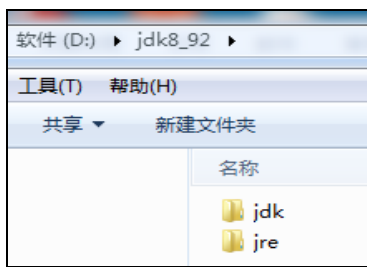 软件 (D:) ▸ jdk8_92 ▸
工具(T) 帮助(H)
共享 ▼ 新建文件夹
名称
jdk
jre